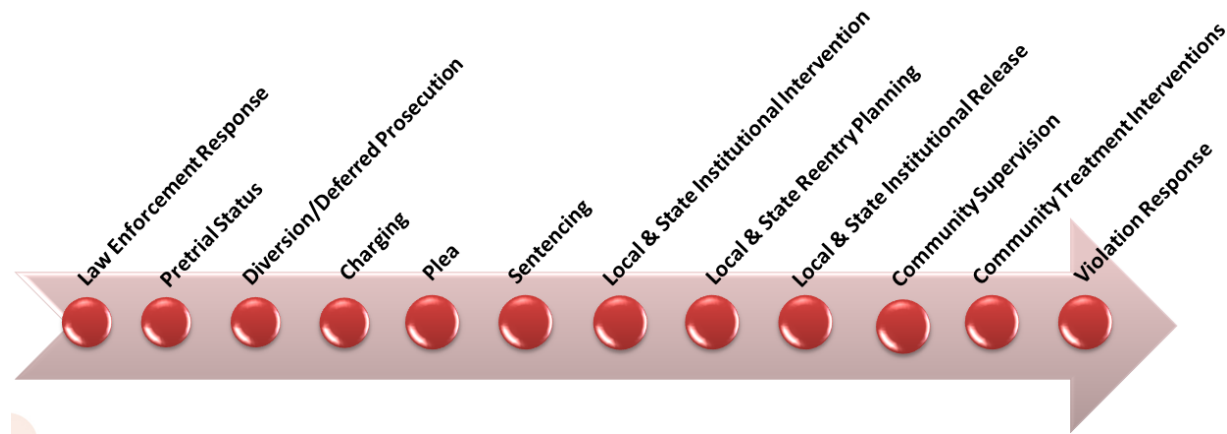 Law Enforcement Response
Pretrial Status
Diversion/Deferred Prosecution
Charging
Plea
Sentencing
Local & State Institutional Intervention
Local & State Reentry Planning
Local & State Institutional Release
Community Supervision
Community Treatment Interventions
Violation Response